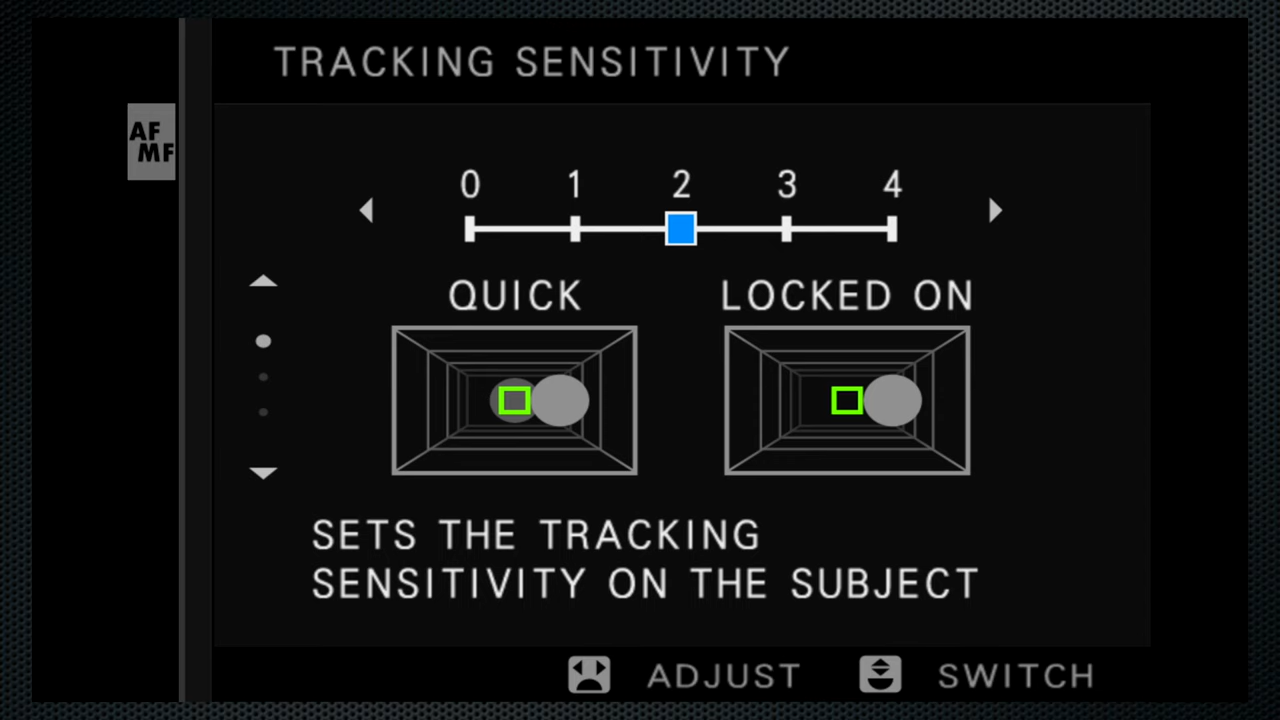 TRACKING SENSITIVITY
AF
MF
0 1 2 3 4
QUICK LOCKED ON
SETS THE TRACKING
SENSITIVITY ON THE SUBJECT
ADJUST SWITCH